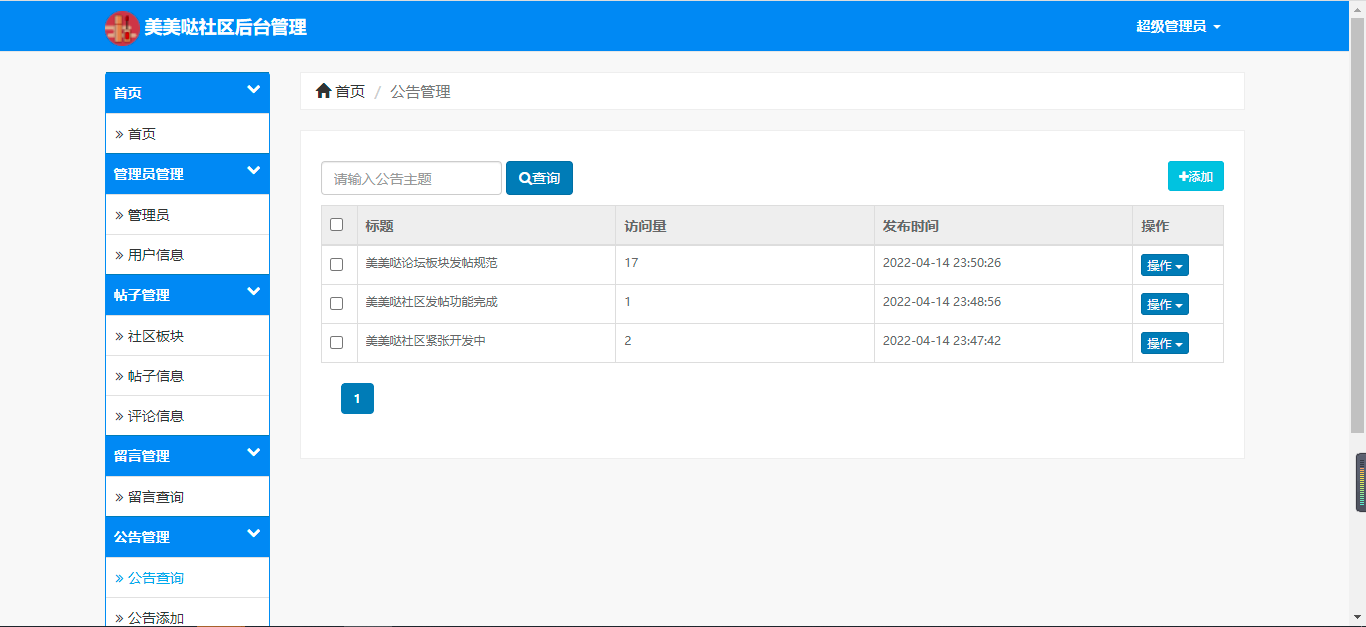 美美哒社区后台管理
超级管理员
首页
» 首页
管理员管理
» 管理员
» 用户信息
帖子管理
» 社区板块
» 帖子信息
» 评论信息
留言管理
» 留言查询
公告管理
» 公告查询
» 公告添加
首页 / 公告管理
请输入公告主题 查询 添加
标题 访问量 发布时间 操作
美美哒论坛板块发帖规范 17 2022-04-14 23:50:26 操作
美美哒社区发帖功能完成 1 2022-04-14 23:48:56 操作
美美哒社区紧张开发中 2 2022-04-14 23:47:42 操作
1